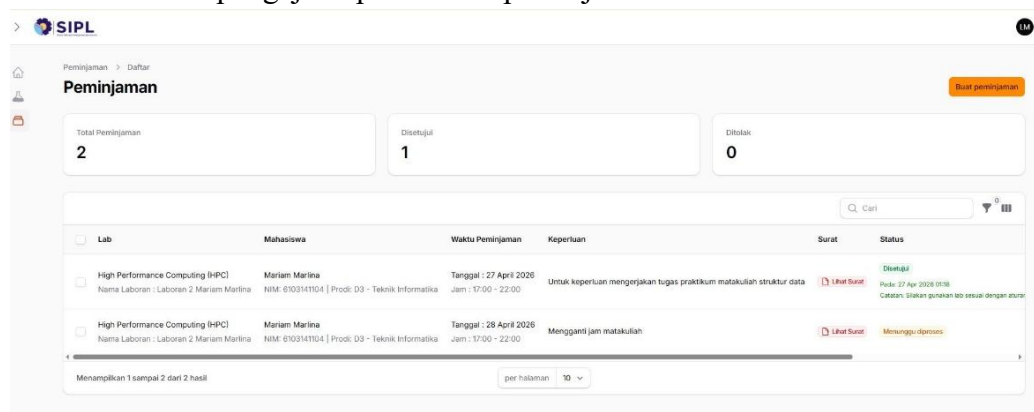 SIPL
LM
Peminjaman > Daftar
Peminjaman
Buat peminjaman
Total Peminjaman
2
Disetujui
1
Ditolak
0
Cari
0
Lab Mahasiswa Waktu Peminjaman Keperluan Surat Status
High Performance Computing (HPC) Mariam Marlina Tanggal : 27 April 2026 Untuk keperluan mengerjakan tugas praktikum matakuliah struktur data Lihat Surat Disetujui
Nama Laboran : Laboran 2 Mariam Marlina NIM: 6103141104 | Prodi: D3 - Teknik Informatika Jam : 17:00 - 22:00 Pada: 27 Apr 2026 01:18
Catatan: Silakan gunakan lab sesuai dengan aturan
High Performance Computing (HPC) Mariam Marlina Tanggal : 28 April 2026 Mengganti jam matakuliah Lihat Surat Menunggu diproses
Nama Laboran : Laboran 2 Mariam Marlina NIM: 6103141104 | Prodi: D3 - Teknik Informatika Jam : 17:00 - 22:00
Menampilkan 1 sampai 2 dari 2 hasil per halaman 10